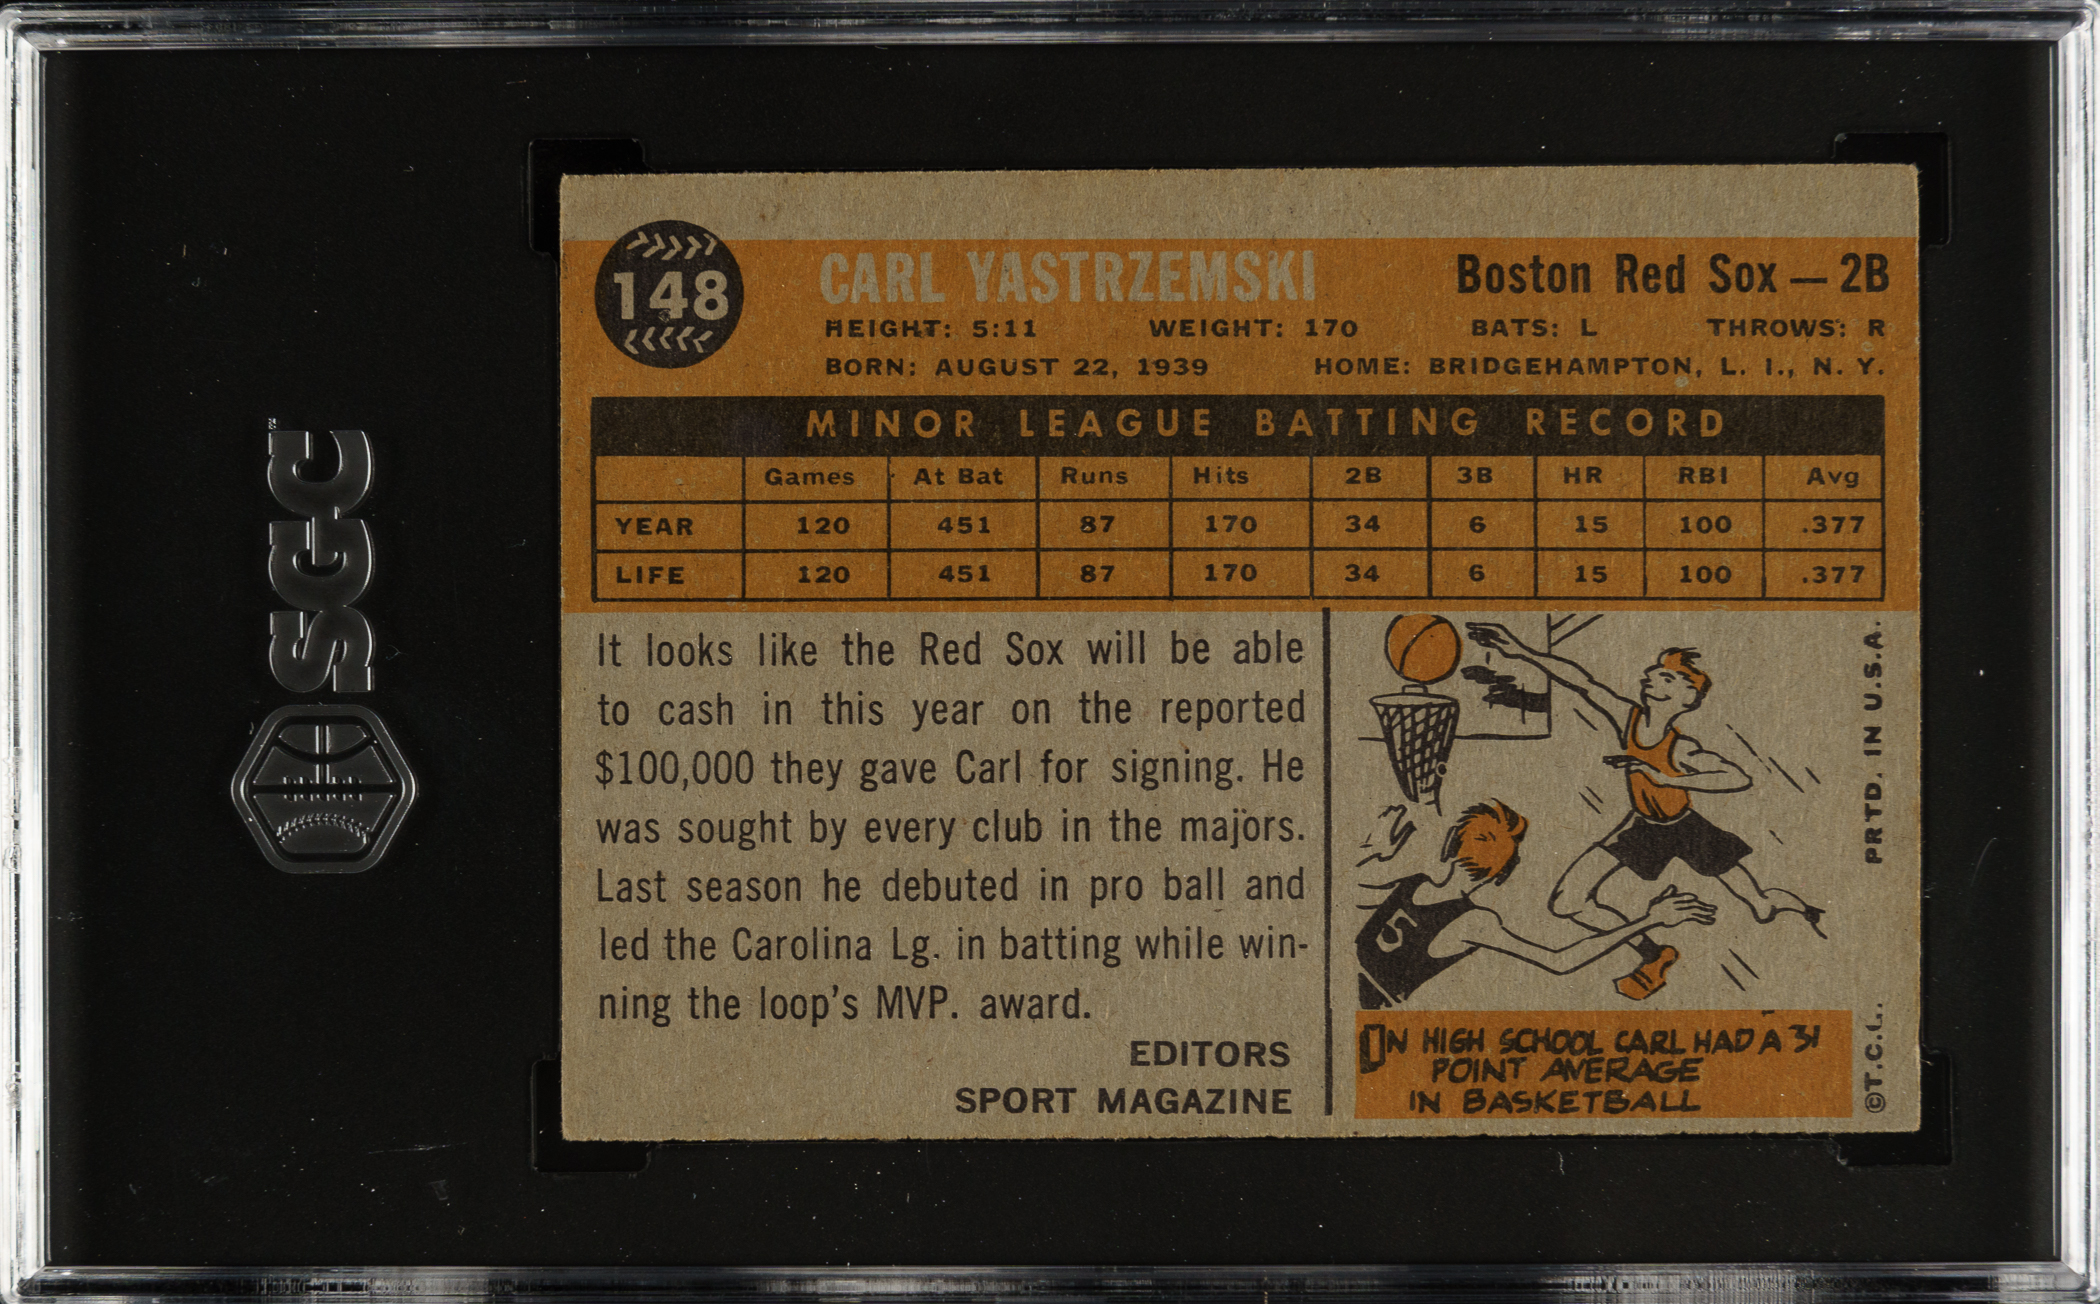 148
CARL YASTRZEMSKI
Boston Red Sox — 2B
HEIGHT: 5:11 WEIGHT: 170 BATS: L THROWS: R
BORN: AUGUST 22, 1939 HOME: BRIDGEHAMPTON, L. I., N. Y.
MINOR LEAGUE BATTING RECORD
Games At Bat Runs Hits 2B 3B HR RBI Avg
YEAR 120 451 87 170 34 6 15 100 .377
LIFE 120 451 87 170 34 6 15 100 .377
It looks like the Red Sox will be able
to cash in this year on the reported
$100,000 they gave Carl for signing. He
was sought by every club in the majors.
Last season he debuted in pro ball and
led the Carolina Lg. in batting while win-
ning the loop's MVP. award.
EDITORS
SPORT MAGAZINE
5
IN HIGH SCHOOL CARL HAD A 31
POINT AVERAGE
IN BASKETBALL
©T.C.G. PRTD. IN U.S.A.
SGC